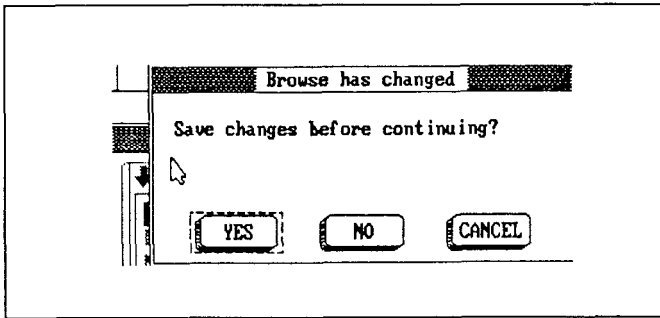 Browse has changed
Save changes before continuing?
YES NO CANCEL